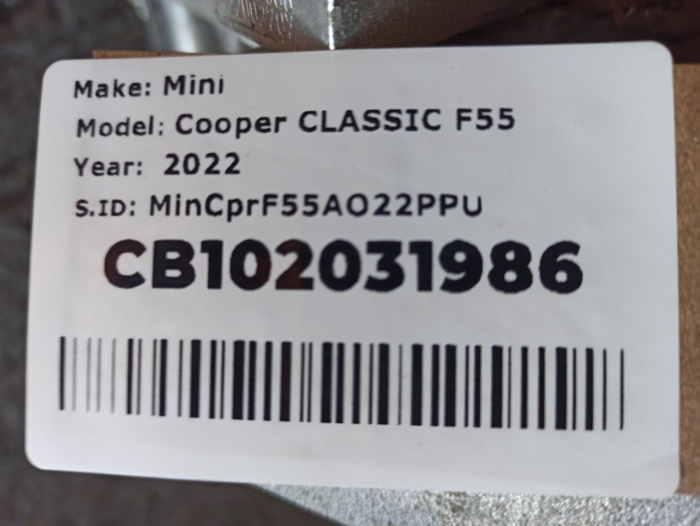 Make: Mini
Model: Cooper CLASSIC F55
Year: 2022
S.ID: MinCprF55AO22PPU
CB102031986